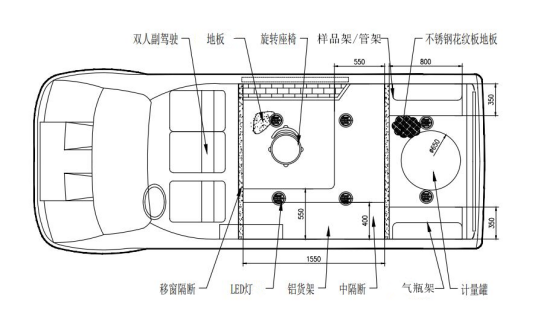 双人副驾驶 地板 旋转座椅 样品架/管架 不锈钢花纹板地板
550 800
350
φ650
550 400 350
1550
移窗隔断 LED灯 铝货架 中隔断 气瓶架 计量罐